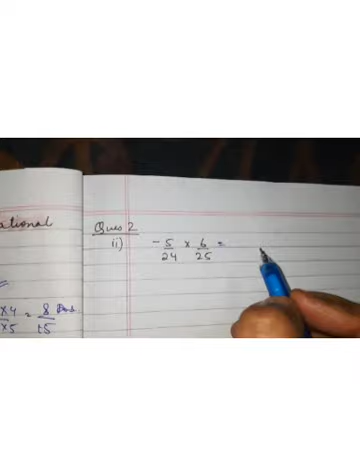 ational
Ques 2
ii) - 5/24 × 6/25 =
×4/×5 = 8/15 Ans